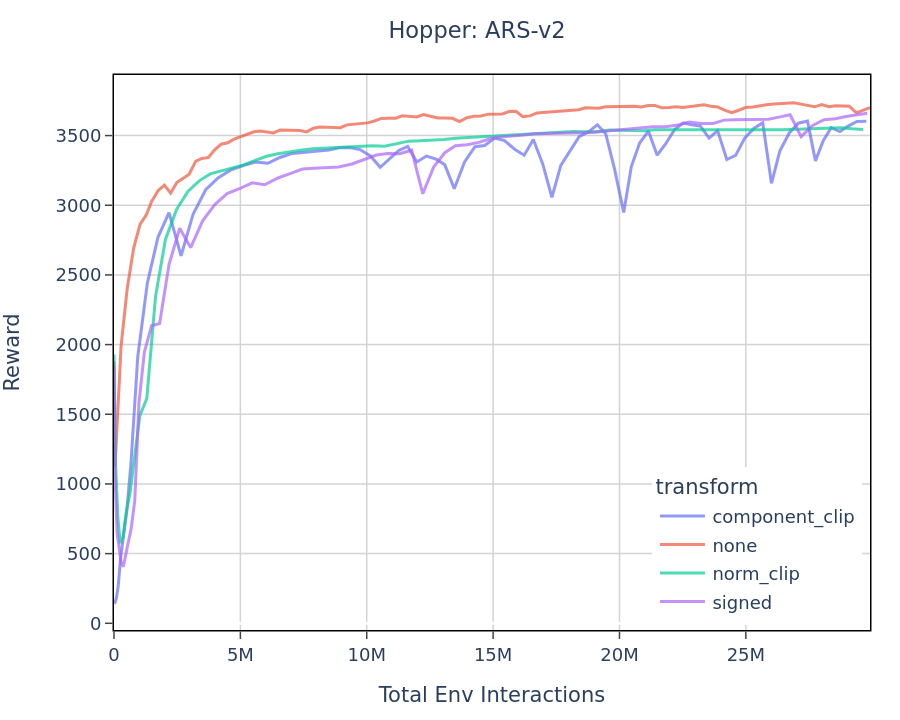 Hopper: ARS-v2
Reward
3500
3000
2500
2000
1500
1000
500
0
transform
component_clip
none
norm_clip
signed
0 5M 10M 15M 20M 25M
Total Env Interactions